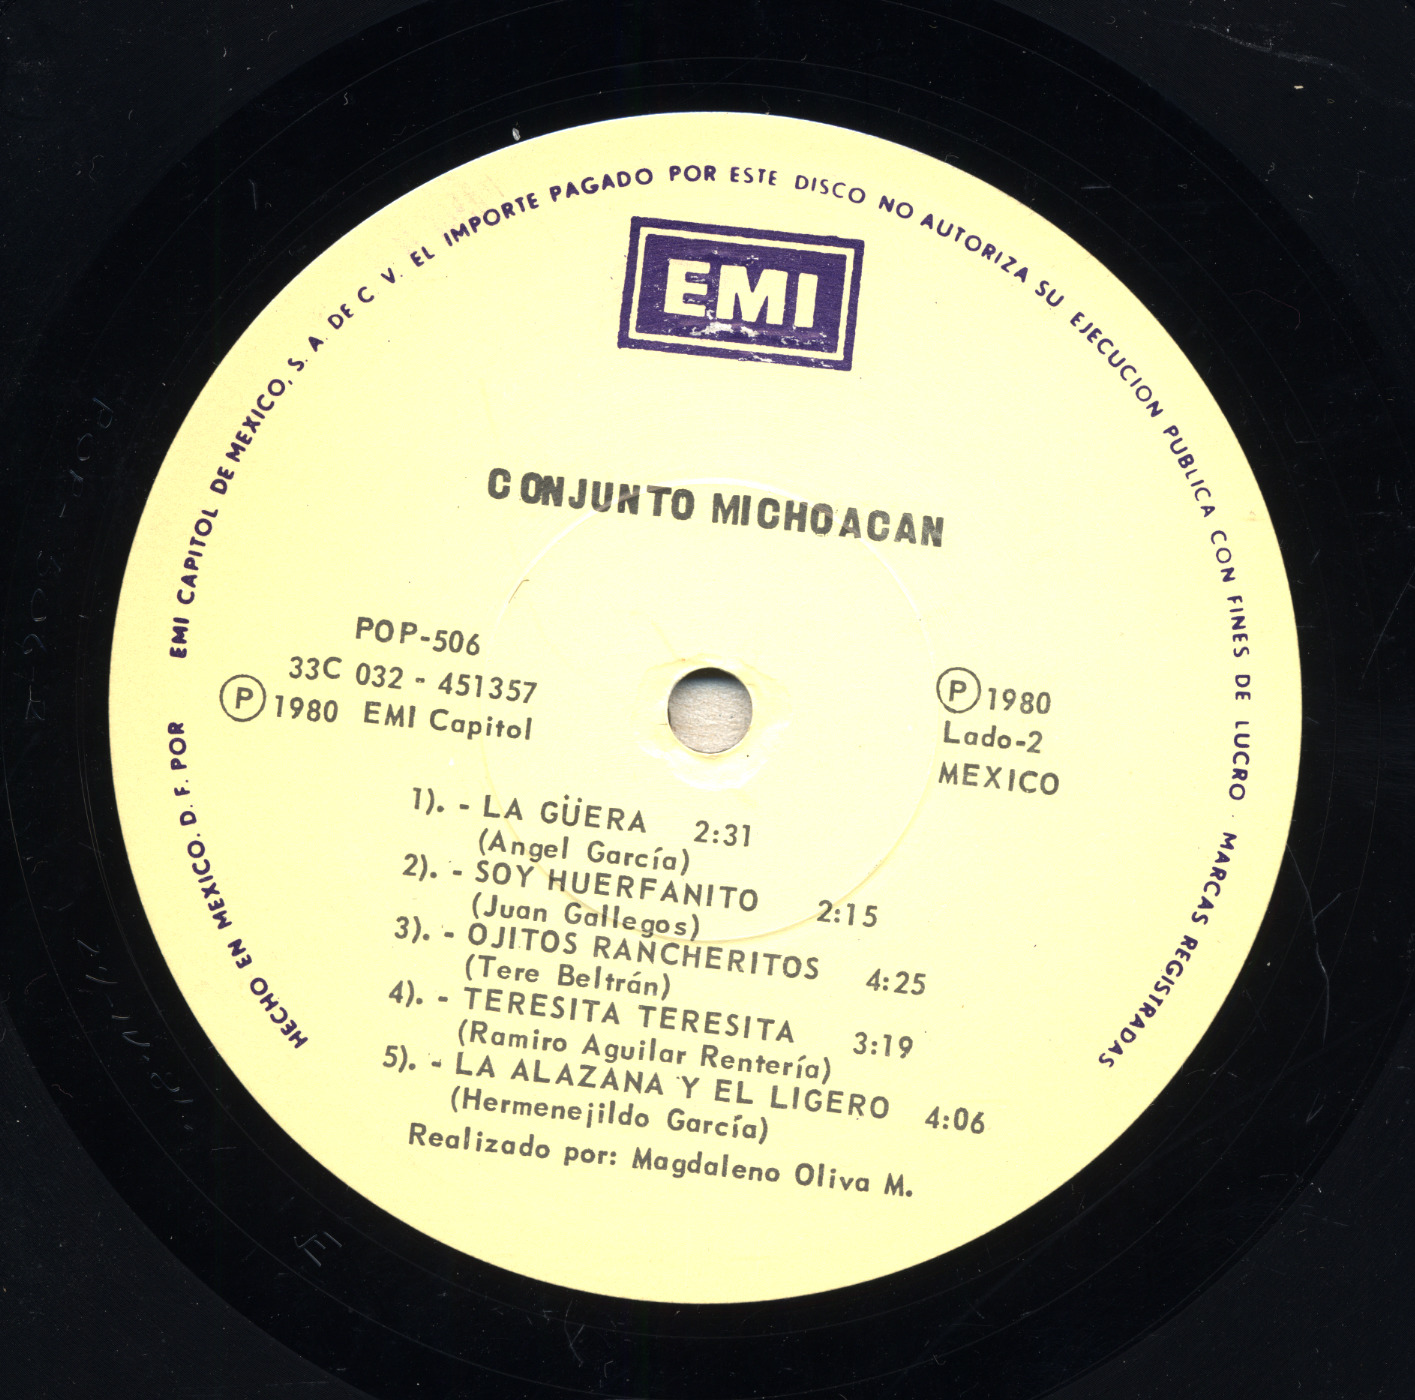 HECHO EN MEXICO. D. F. POR EMI CAPITOL DE MEXICO, S. A. DE C. V. EL IMPORTE PAGADO POR ESTE DISCO NO AUTORIZA SU EJECUCION PUBLICA CON FINES DE LUCRO · MARCAS REGISTRADAS
EMI
CONJUNTO MICHOACAN
POP-506
33C 032 - 451357
Ⓟ 1980 EMI Capitol
Ⓟ 1980
Lado-2
MEXICO
1). - LA GÜERA 2:31
(Angel García)
2). - SOY HUERFANITO 2:15
(Juan Gallegos)
3). - OJITOS RANCHERITOS 4:25
(Tere Beltrán)
4). - TERESITA TERESITA 3:19
(Ramiro Aguilar Rentería)
5). - LA ALAZANA Y EL LIGERO 4:06
(Hermenejildo García)
Realizado por: Magdaleno Oliva M.